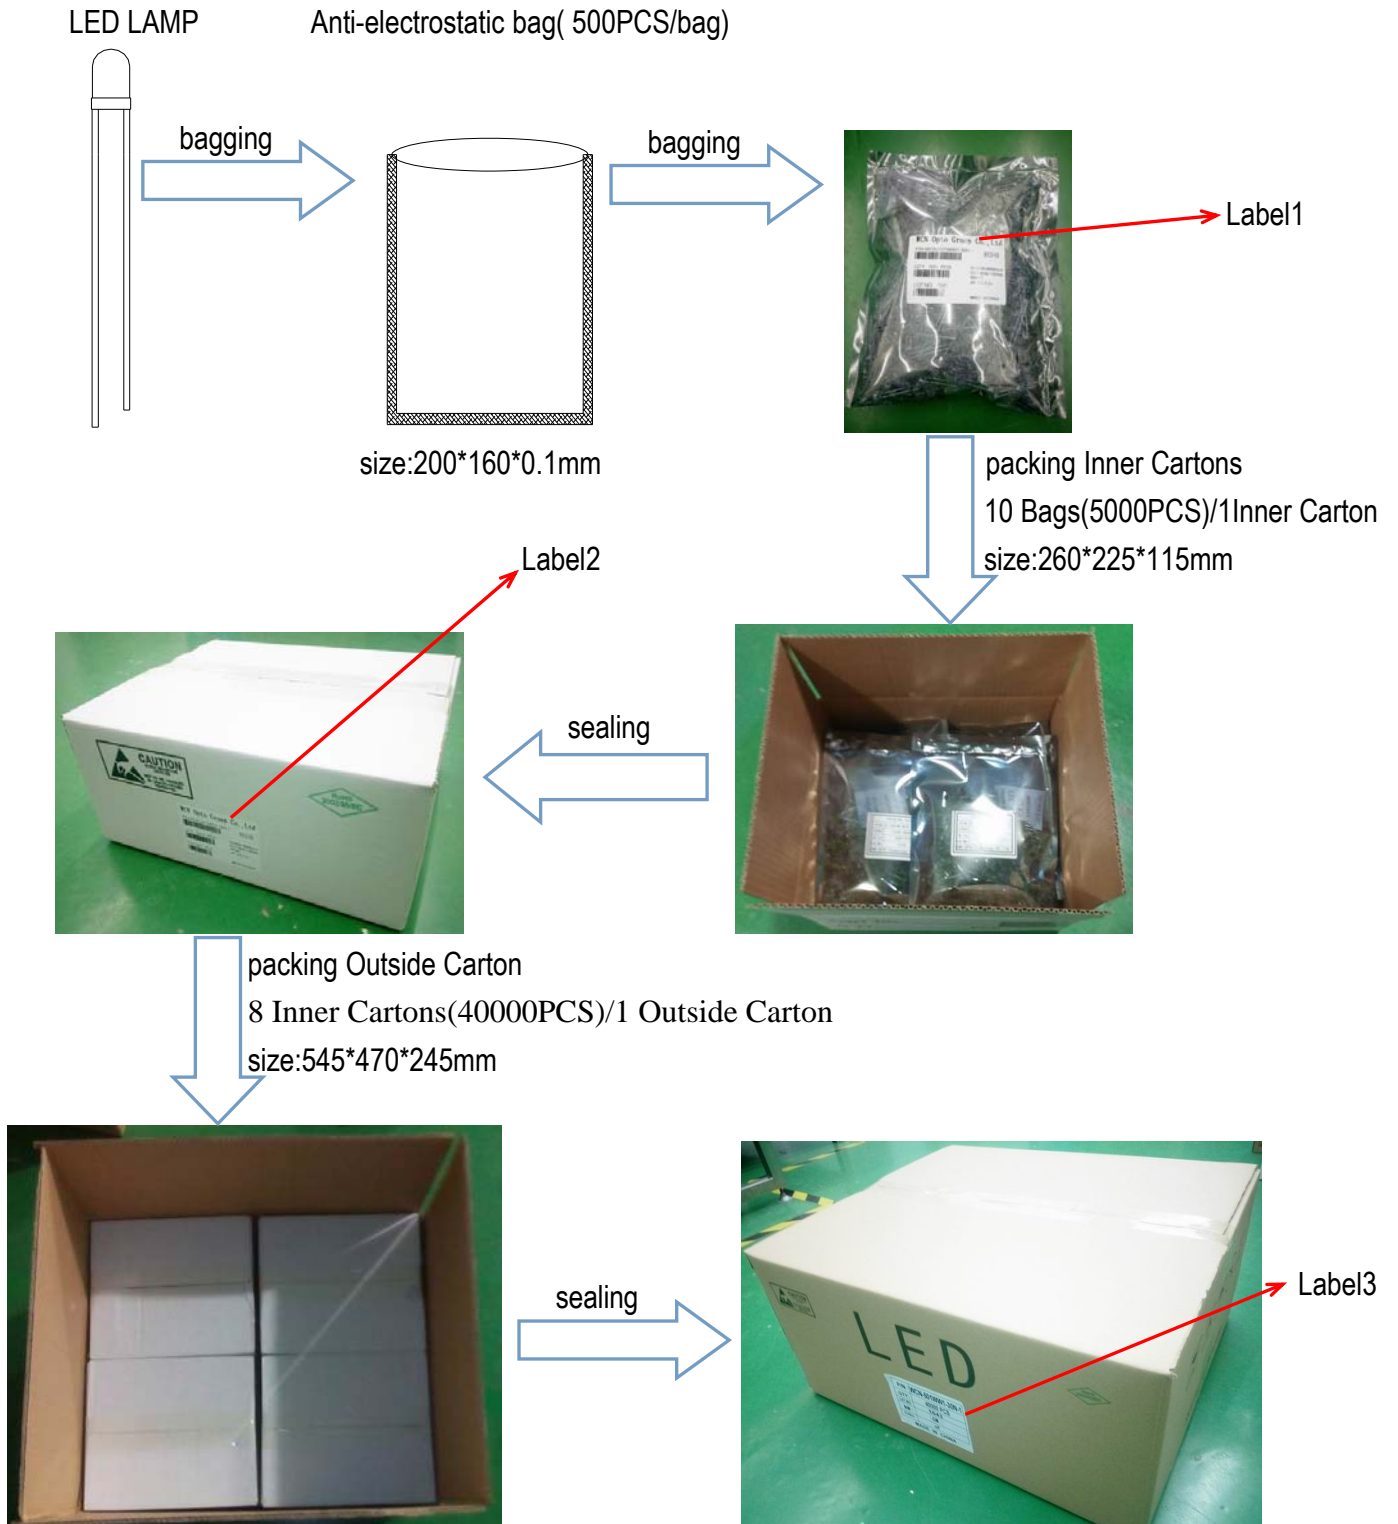 LED LAMP
Anti-electrostatic bag( 500PCS/bag)
bagging
bagging
Label1
size:200*160*0.1mm
packing Inner Cartons
10 Bags(5000PCS)/1Inner Carton
size:260*225*115mm
Label2
sealing
CAUTION
packing Outside Carton
8 Inner Cartons(40000PCS)/1 Outside Carton
size:545*470*245mm
sealing
Label3
LED